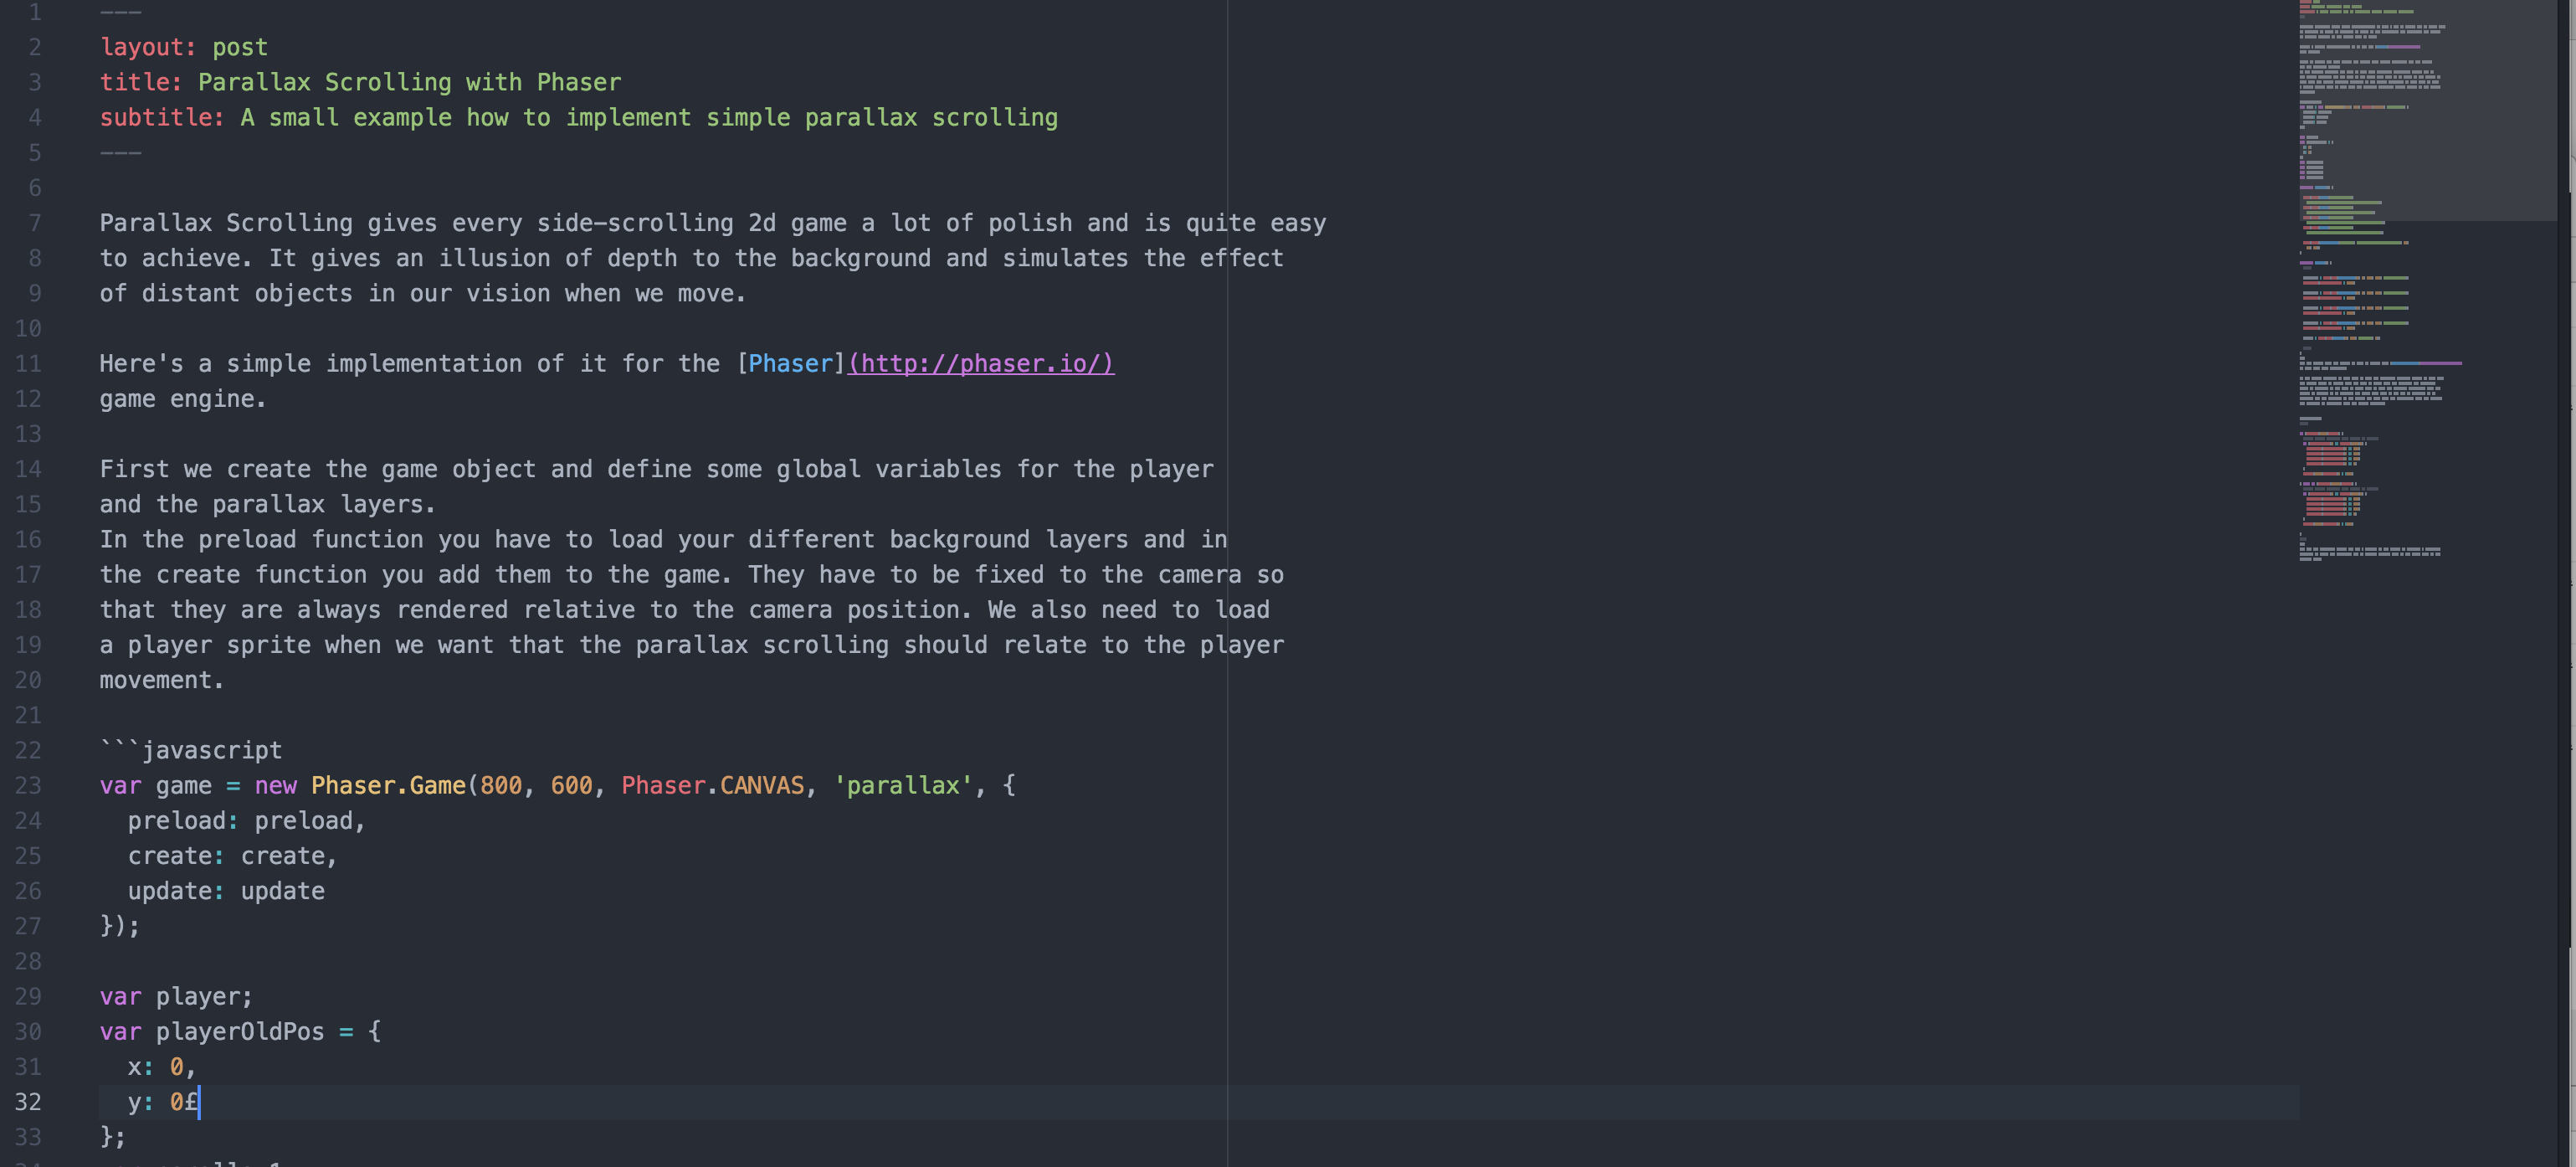 1 ---
2 layout: post
3 title: Parallax Scrolling with Phaser
4 subtitle: A small example how to implement simple parallax scrolling
5 ---
6
7 Parallax Scrolling gives every side-scrolling 2d game a lot of polish and is quite easy
8 to achieve. It gives an illusion of depth to the background and simulates the effect
9 of distant objects in our vision when we move.
10
11 Here's a simple implementation of it for the [Phaser](http://phaser.io/)
12 game engine.
13
14 First we create the game object and define some global variables for the player
15 and the parallax layers.
16 In the preload function you have to load your different background layers and in
17 the create function you add them to the game. They have to be fixed to the camera so
18 that they are always rendered relative to the camera position. We also need to load
19 a player sprite when we want that the parallax scrolling should relate to the player
20 movement.
21
22 ```javascript
23 var game = new Phaser.Game(800, 600, Phaser.CANVAS, 'parallax', {
24   preload: preload,
25   create: create,
26   update: update
27 });
28
29 var player;
30 var playerOldPos = {
31   x: 0,
32   y: 0£
33 };